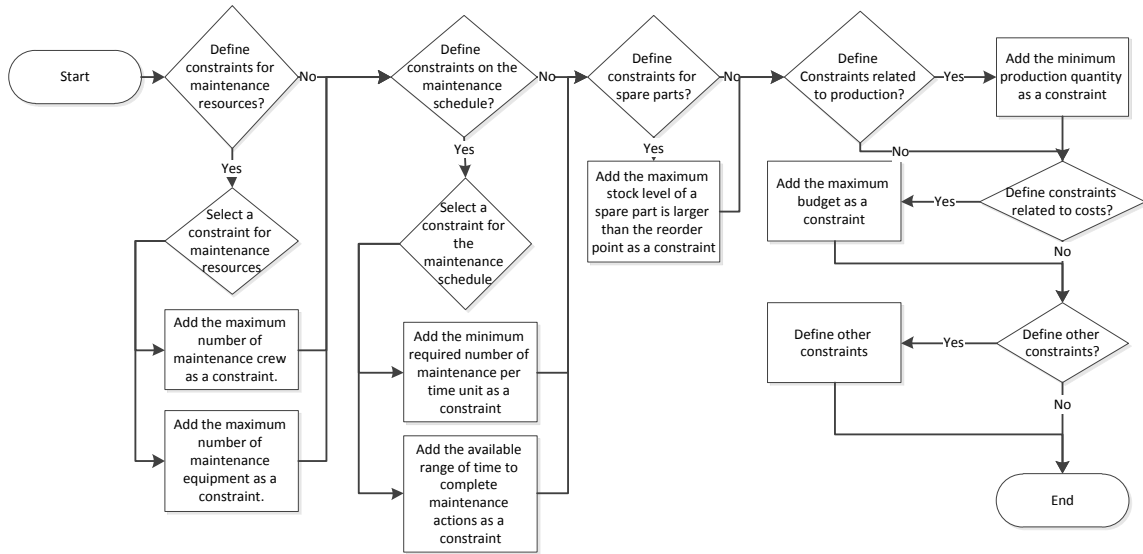 Start
Define
constraints for
maintenance
resources?
No
Yes
Select a
constraint for
maintenance
resources
Add the maximum
number of
maintenance crew
as a constraint.
Add the maximum
number of
maintenance
equipment as a
constraint.
Define
constraints on the
maintenance
schedule?
No
Yes
Select a
constraint for
the
maintenance
schedule
Add the minimum
required number of
maintenance per
time unit as a
constraint
Add the available
range of time to
complete
maintenance
actions as a
constraint
Define
constraints for
spare parts?
No
Yes
Add the maximum
stock level of a
spare part is larger
than the reorder
point as a constraint
Define
Constraints related
to production?
Yes
No
Add the minimum
production quantity
as a constraint
Define constraints
related to costs?
Yes
No
Add the maximum
budget as a
constraint
Define other
constraints?
Yes
No
Define other
constraints
End